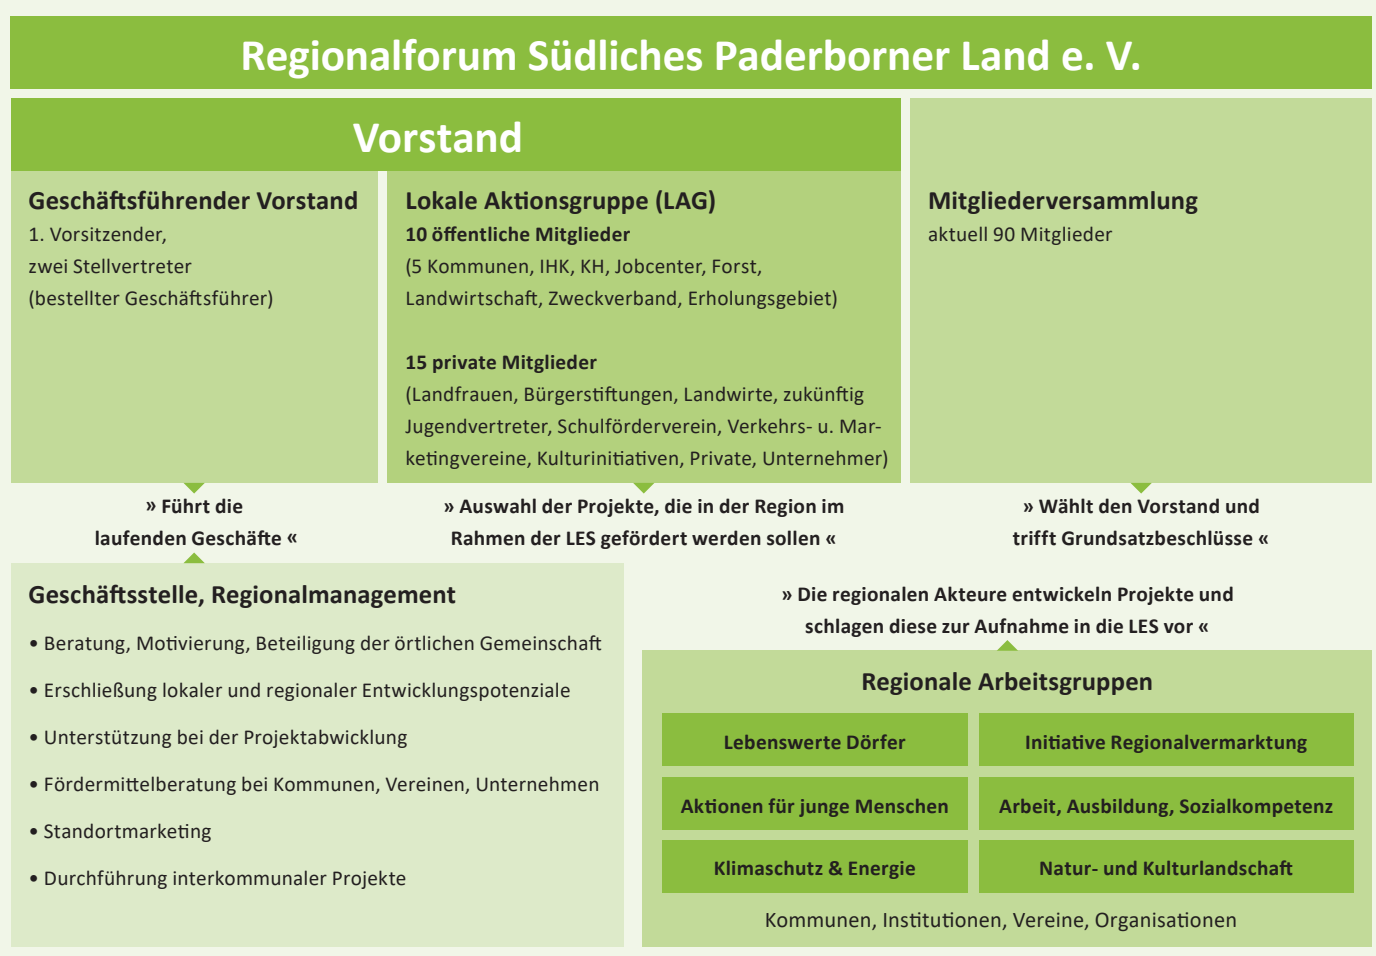 Regionalforum Südliches Paderborner Land e. V.
Vorstand
Geschäftsführender Vorstand
1. Vorsitzender,
zwei Stellvertreter
(bestellter Geschäftsführer)
Lokale Aktionsgruppe (LAG)
10 öffentliche Mitglieder
(5 Kommunen, IHK, KH, Jobcenter, Forst,
Landwirtschaft, Zweckverband, Erholungsgebiet)
15 private Mitglieder
(Landfrauen, Bürgerstiftungen, Landwirte, zukünftig
Jugendvertreter, Schulförderverein, Verkehrs- u. Mar-
ketingvereine, Kulturinitiativen, Private, Unternehmer)
Mitgliederversammlung
aktuell 90 Mitglieder
» Führt die
laufenden Geschäfte «
» Auswahl der Projekte, die in der Region im
Rahmen der LES gefördert werden sollen «
» Wählt den Vorstand und
trifft Grundsatzbeschlüsse «
Geschäftsstelle, Regionalmanagement
• Beratung, Motivierung, Beteiligung der örtlichen Gemeinschaft
• Erschließung lokaler und regionaler Entwicklungspotenziale
• Unterstützung bei der Projektabwicklung
• Fördermittelberatung bei Kommunen, Vereinen, Unternehmen
• Standortmarketing
• Durchführung interkommunaler Projekte
» Die regionalen Akteure entwickeln Projekte und
schlagen diese zur Aufnahme in die LES vor «
Regionale Arbeitsgruppen
Lebenswerte Dörfer
Initiative Regionalvermarktung
Aktionen für junge Menschen
Arbeit, Ausbildung, Sozialkompetenz
Klimaschutz & Energie
Natur- und Kulturlandschaft
Kommunen, Institutionen, Vereine, Organisationen